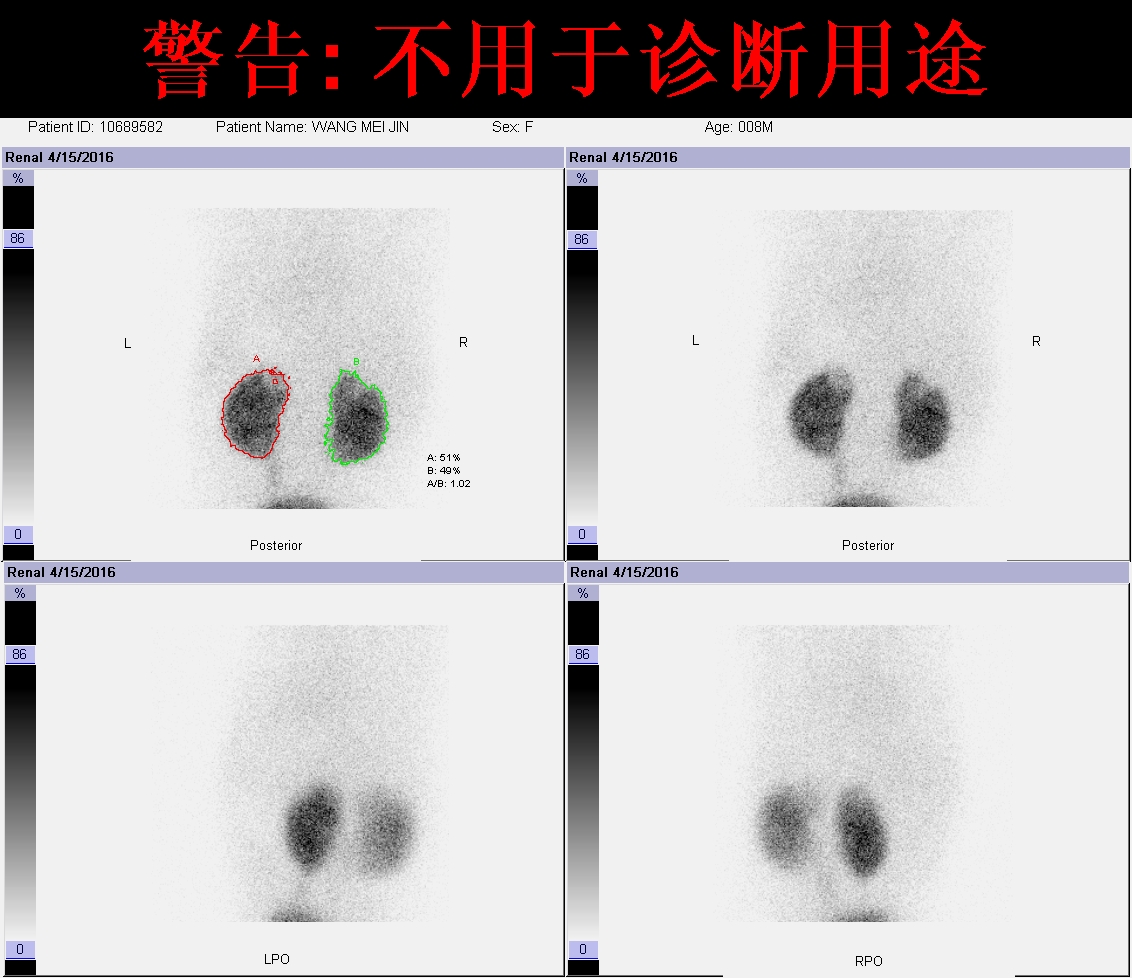 警告: 不用于诊断用途
Patient ID: 10689582 Patient Name: WANG MEI JIN Sex: F Age: 008M
Renal 4/15/2016
%
86
L
R
A
B
A: 51%
B: 49%
A/B: 1.02
0
Posterior
Renal 4/15/2016
%
86
L
R
0
Posterior
Renal 4/15/2016
%
86
0
LPO
Renal 4/15/2016
%
86
0
RPO